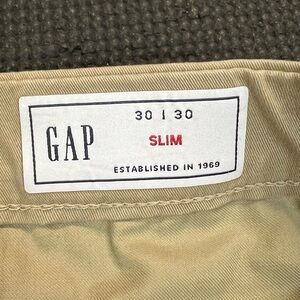 30 | 30
GAP
SLIM
ESTABLISHED IN 1969